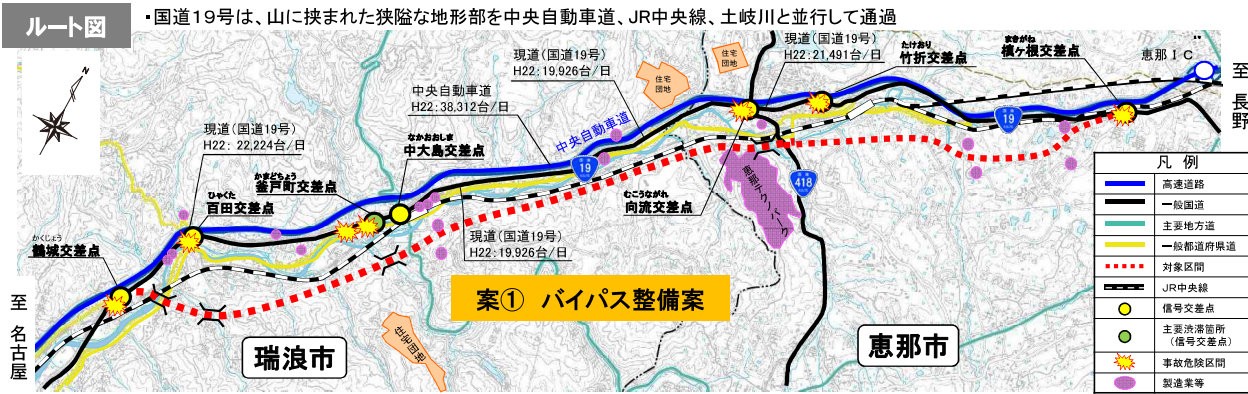 ルート図
・国道19号は、山に挟まれた狭隘な地形部を中央自動車道、JR中央線、土岐川と並行して通過
N
現道(国道19号)
H22:19,926台/日
現道(国道19号)
H22:21,491台/日
住宅
団地
住宅
団地
たけおり
竹折交差点
まきがね
槙ヶ根交差点
恵那IC
至 長野
中央自動車道
H22:38,312台/日
中央自動車道
現道(国道19号)
H22: 22,224台/日
なかおおしま
中大島交差点
かまどちょう
釜戸町交差点
ひゃくた
百田交差点
かくじょう
鶴城交差点
19
19
418
恵那テクノパーク
むこうながれ
向流交差点
現道(国道19号)
H22:19,926台/日
案① バイパス整備案
住宅団地
至 名古屋
瑞浪市
恵那市
凡 例
高速道路
一般国道
主要地方道
一般都道府県道
対象区間
JR中央線
信号交差点
主要渋滞箇所
(信号交差点)
事故危険区間
製造業等